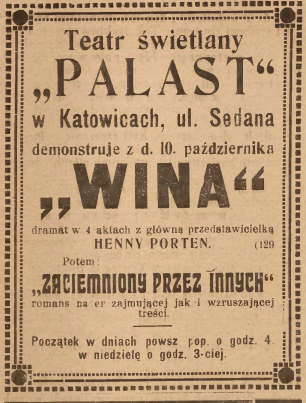 Teatr świetlany
„PALAST“
w Katowicach, ul. Sedana
demonstruje z d. 10. października
„WINA“
dramat w 4 aktach z główną przedstawicielką
HENNY PORTEN. (129
Potem:
„ZACIEMNIONY PRZEZ INNYCH“
romans na er zajmującej jak i wzruszającej
treści.
Początek w dniach powsz pop. o godz. 4.
w niedzielę o godz. 3-ciej.